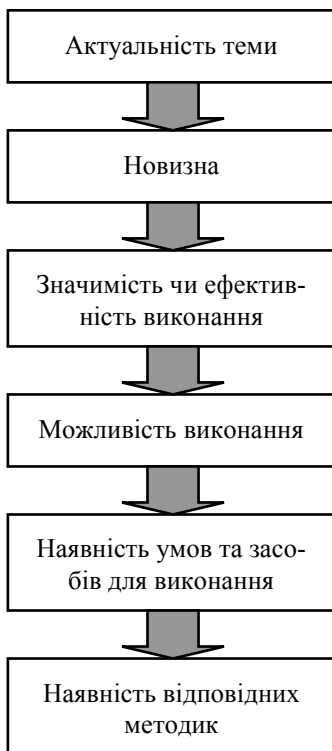 Актуальність теми
Новизна
Значимість чи ефектив-
ність виконання
Можливість виконання
Наявність умов та засо-
бів для виконання
Наявність відповідних
методик